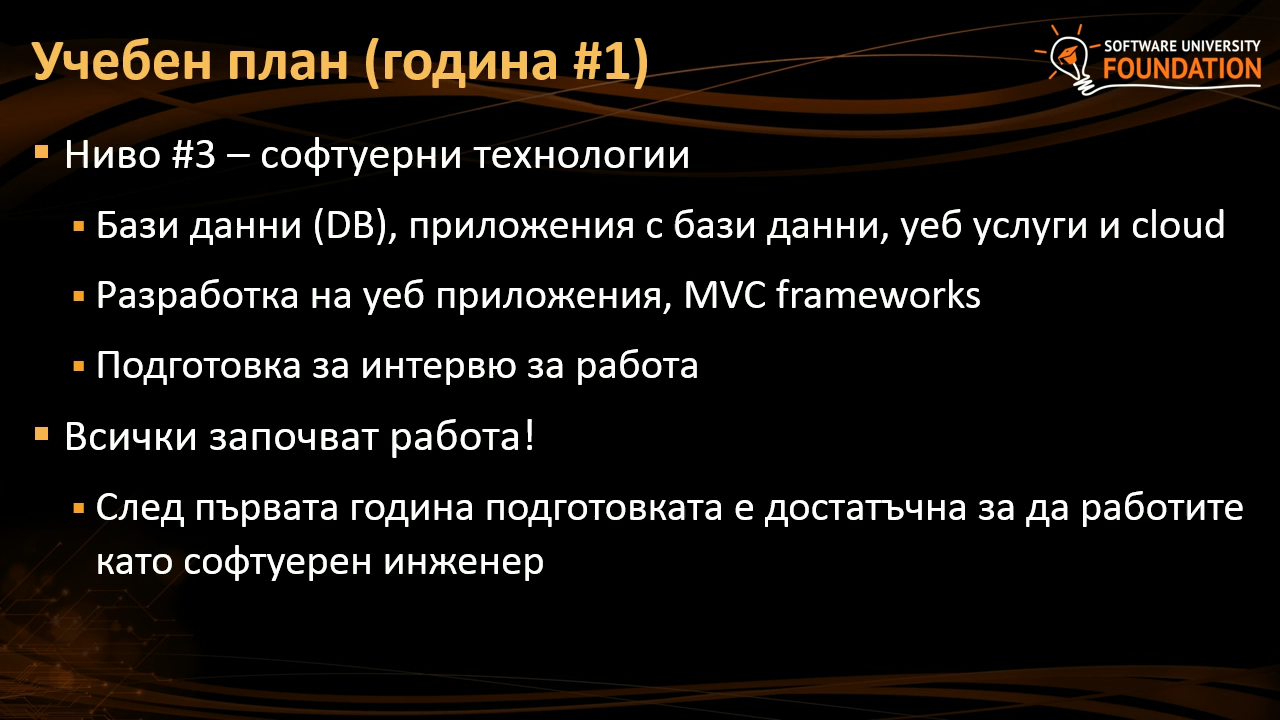 Учебен план (година #1)
SOFTWARE UNIVERSITY
FOUNDATION
Ниво #3 – софтуерни технологии
Бази данни (DB), приложения с бази данни, уеб услуги и cloud
Разработка на уеб приложения, MVC frameworks
Подготовка за интервю за работа
Всички започват работа!
След първата година подготовката е достатъчна за да работите
като софтуерен инженер